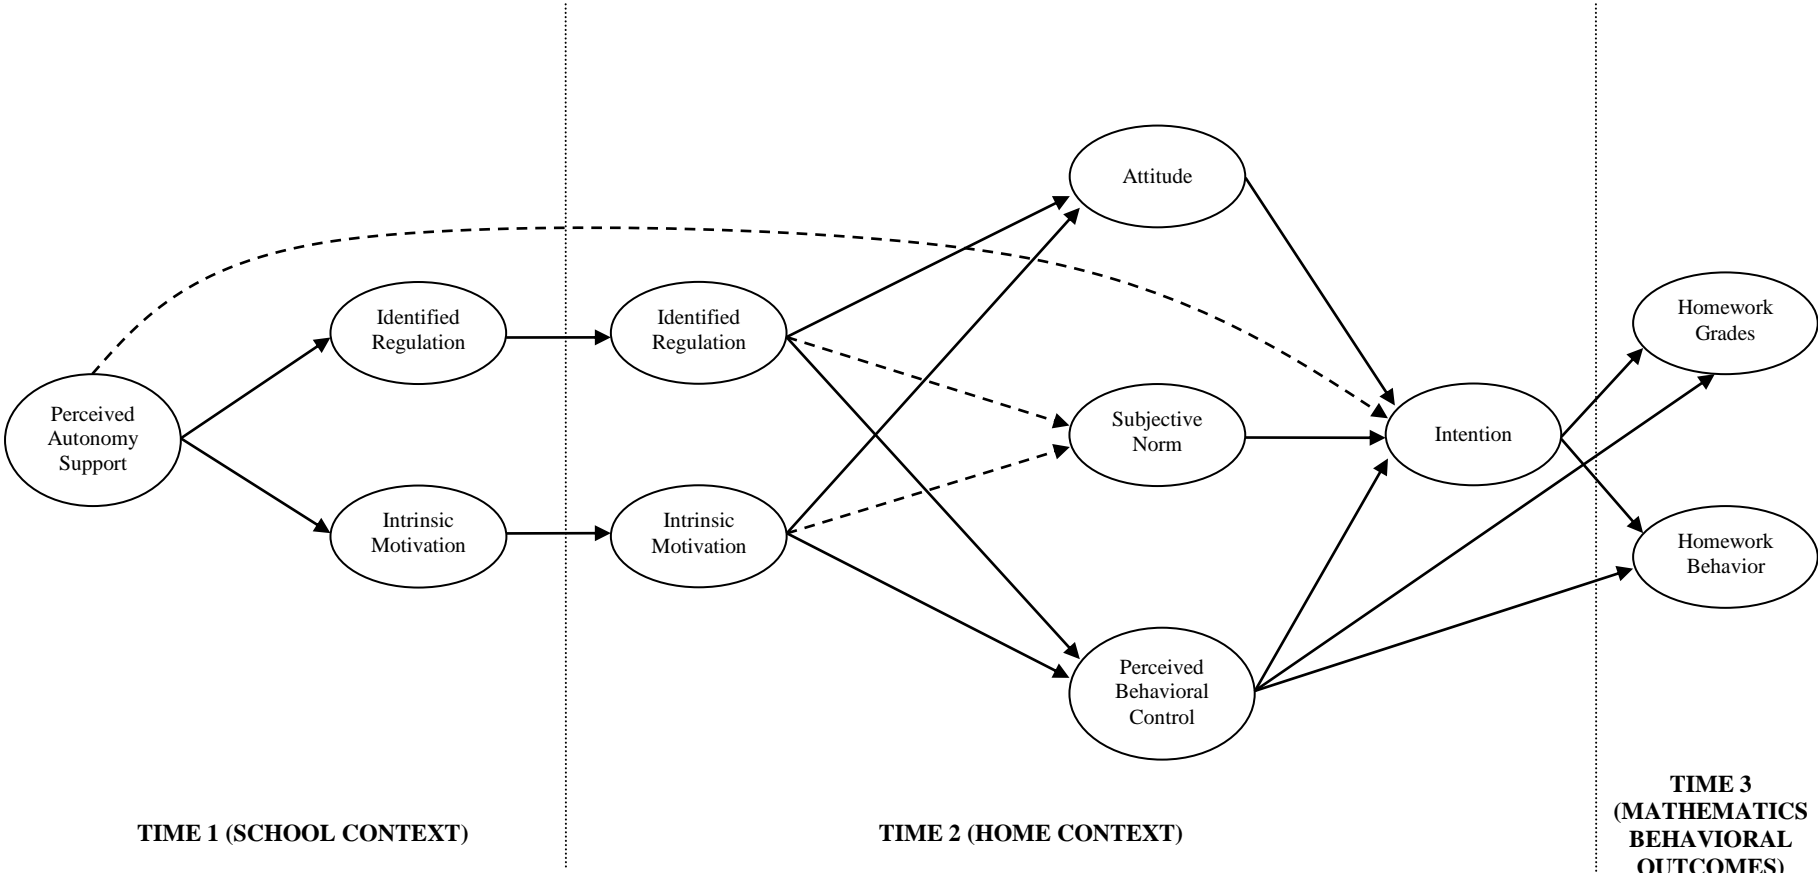 Attitude
Identified
Regulation
Identified
Regulation
Homework
Grades
Perceived
Autonomy
Support
Subjective
Norm
Intention
Intrinsic
Motivation
Intrinsic
Motivation
Homework
Behavior
Perceived
Behavioral
Control
TIME 1 (SCHOOL CONTEXT)
TIME 2 (HOME CONTEXT)
TIME 3
(MATHEMATICS
BEHAVIORAL
OUTCOMES)